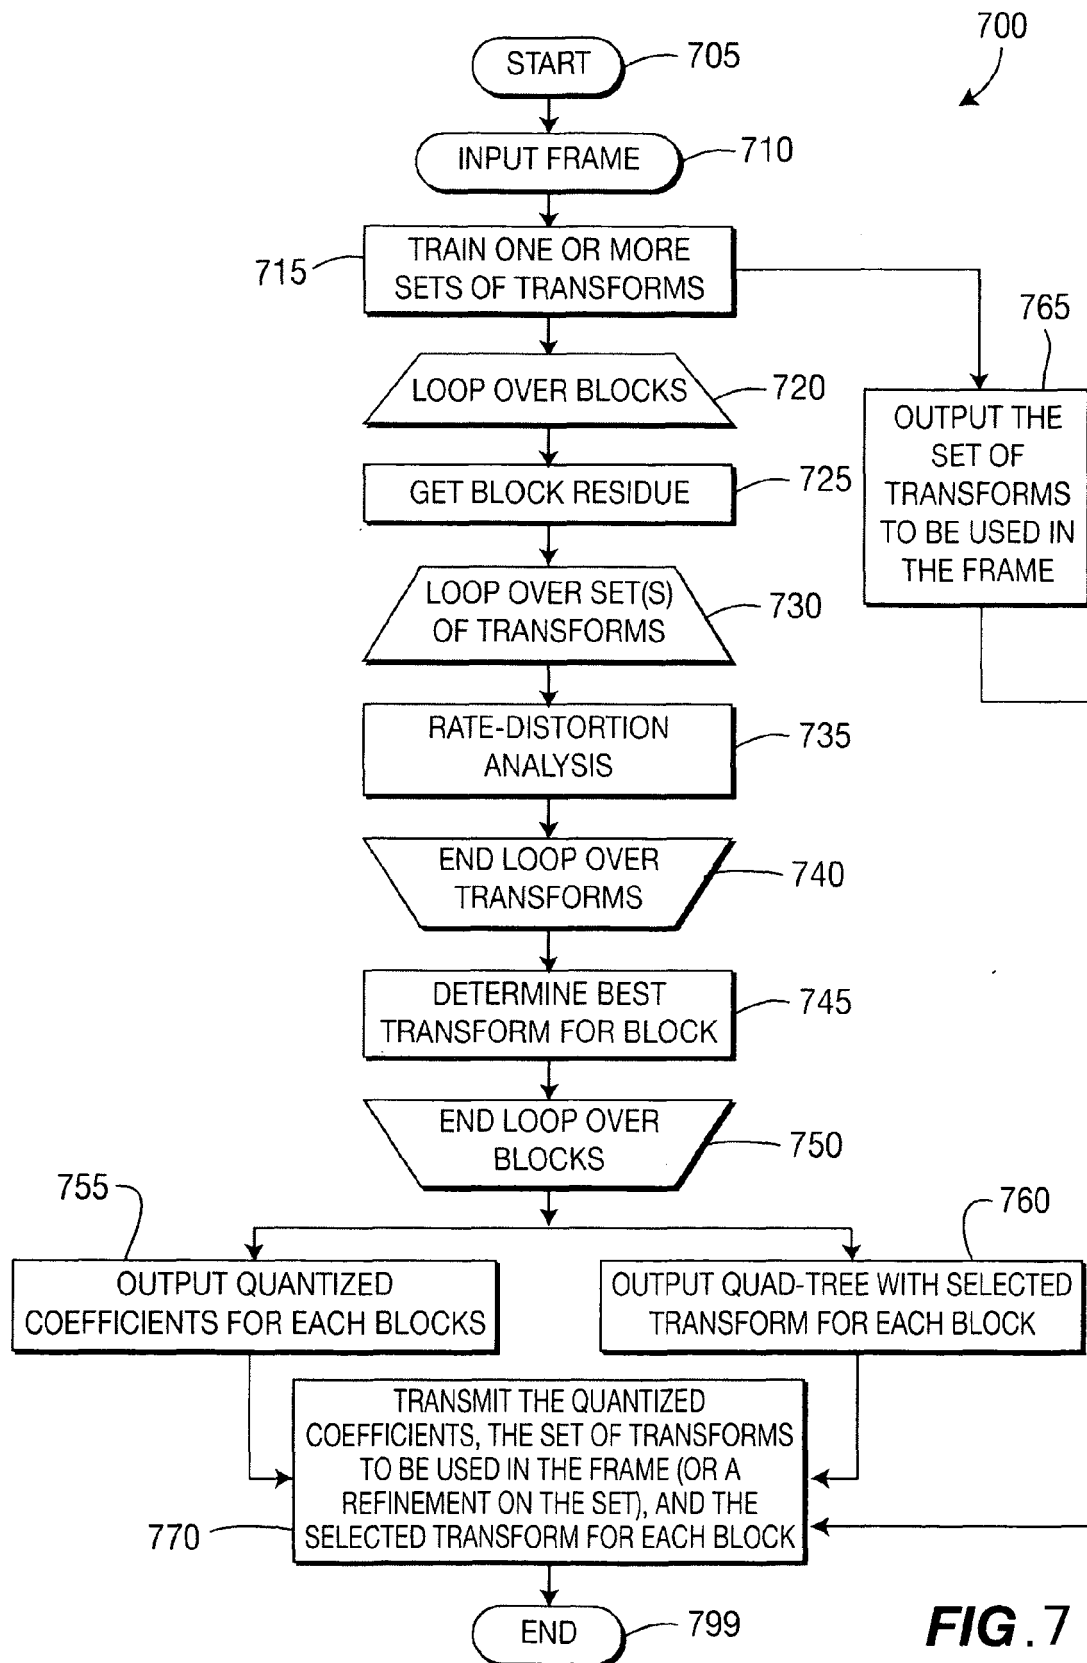 700
START
705
INPUT FRAME
710
TRAIN ONE OR MORE
SETS OF TRANSFORMS
715
LOOP OVER BLOCKS
720
765
OUTPUT THE
SET OF
TRANSFORMS
TO BE USED IN
THE FRAME
GET BLOCK RESIDUE
725
LOOP OVER SET(S)
OF TRANSFORMS
730
RATE-DISTORTION
ANALYSIS
735
END LOOP OVER
TRANSFORMS
740
DETERMINE BEST
TRANSFORM FOR BLOCK
745
END LOOP OVER
BLOCKS
750
755
OUTPUT QUANTIZED
COEFFICIENTS FOR EACH BLOCKS
760
OUTPUT QUAD-TREE WITH SELECTED
TRANSFORM FOR EACH BLOCK
TRANSMIT THE QUANTIZED
COEFFICIENTS, THE SET OF TRANSFORMS
TO BE USED IN THE FRAME (OR A
REFINEMENT ON THE SET), AND THE
SELECTED TRANSFORM FOR EACH BLOCK
770
END
799
FIG. 7